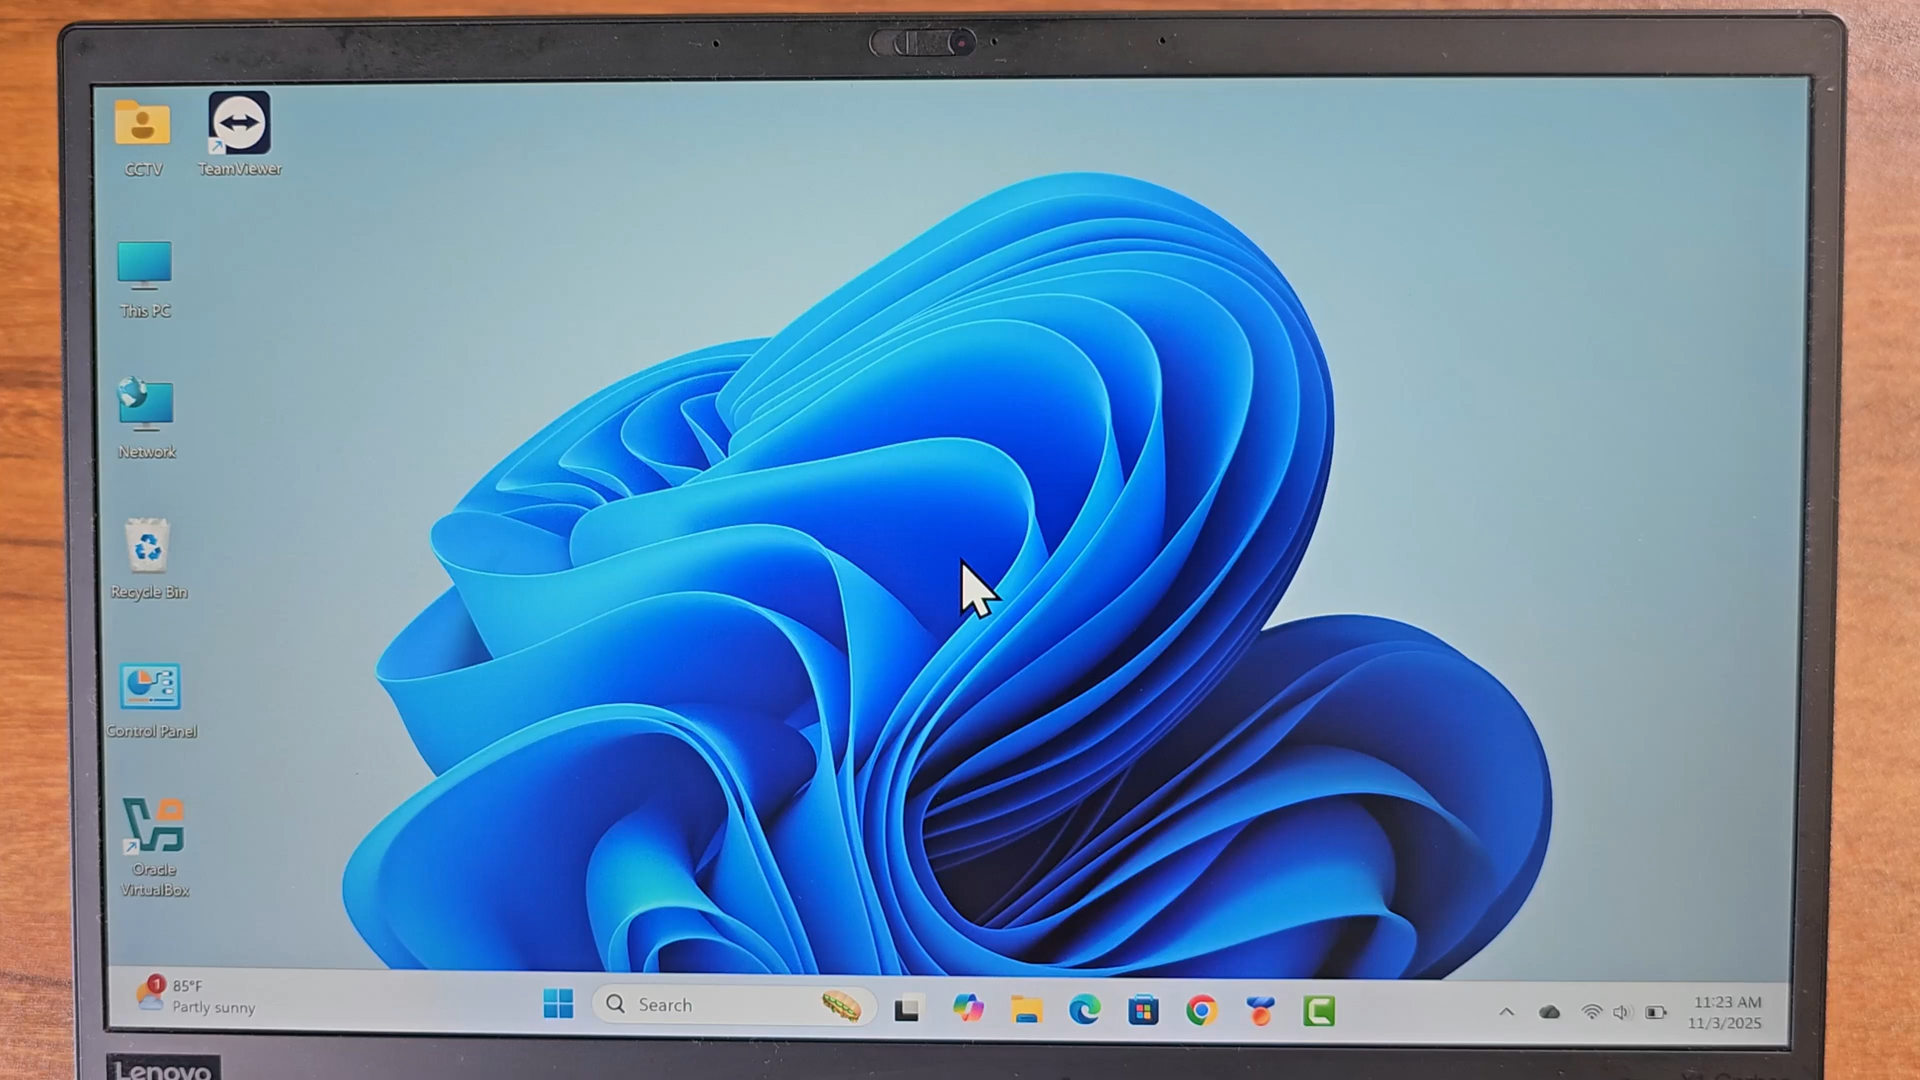 CCTV
TeamViewer
This PC
Network
Recycle Bin
Control Panel
Oracle
VirtualBox
1
85°F
Partly sunny
Search
11:23 AM
11/3/2025
Lenovo